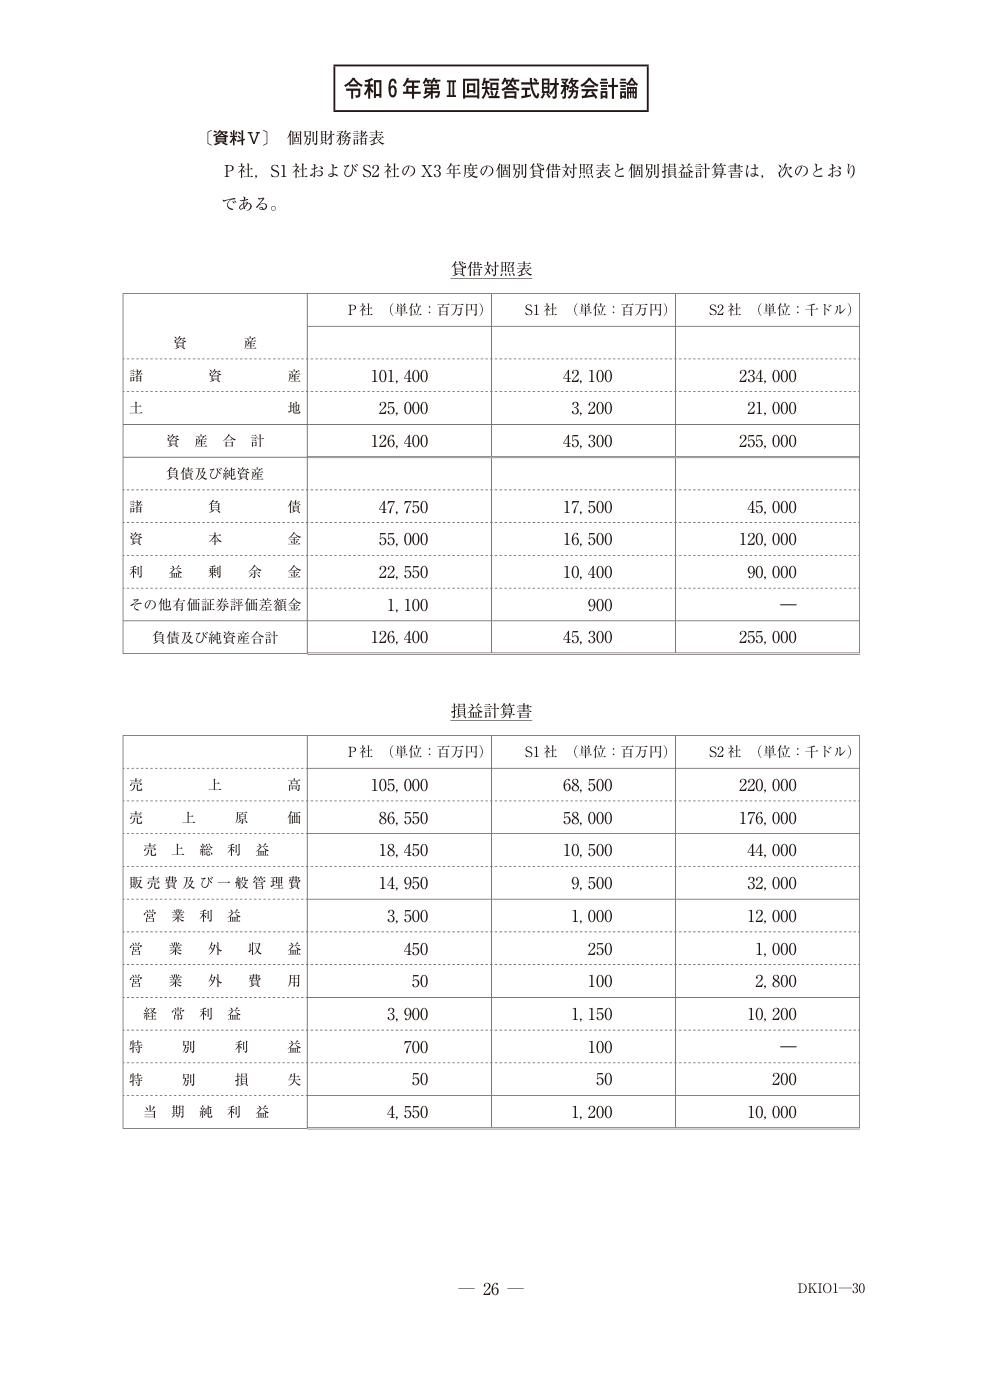 令和6年第Ⅱ回短答式財務会計論
〔資料Ⅴ〕 個別財務諸表
P社，S1社およびS2社のX3年度の個別貸借対照表と個別損益計算書は，次のとおり
である。
貸借対照表
P社 （単位：百万円） S1社 （単位：百万円） S2社 （単位：千ドル）
資産
諸資産 101,400 42,100 234,000
土地 25,000 3,200 21,000
資産合計 126,400 45,300 255,000
負債及び純資産
諸負債 47,750 17,500 45,000
資本金 55,000 16,500 120,000
利益剰余金 22,550 10,400 90,000
その他有価証券評価差額金 1,100 900 ―
負債及び純資産合計 126,400 45,300 255,000
損益計算書
P社 （単位：百万円） S1社 （単位：百万円） S2社 （単位：千ドル）
売上高 105,000 68,500 220,000
売上原価 86,550 58,000 176,000
売上総利益 18,450 10,500 44,000
販売費及び一般管理費 14,950 9,500 32,000
営業利益 3,500 1,000 12,000
営業外収益 450 250 1,000
営業外費用 50 100 2,800
経常利益 3,900 1,150 10,200
特別利益 700 100 ―
特別損失 50 50 200
当期純利益 4,550 1,200 10,000
― 26 ―
DKIO1―30